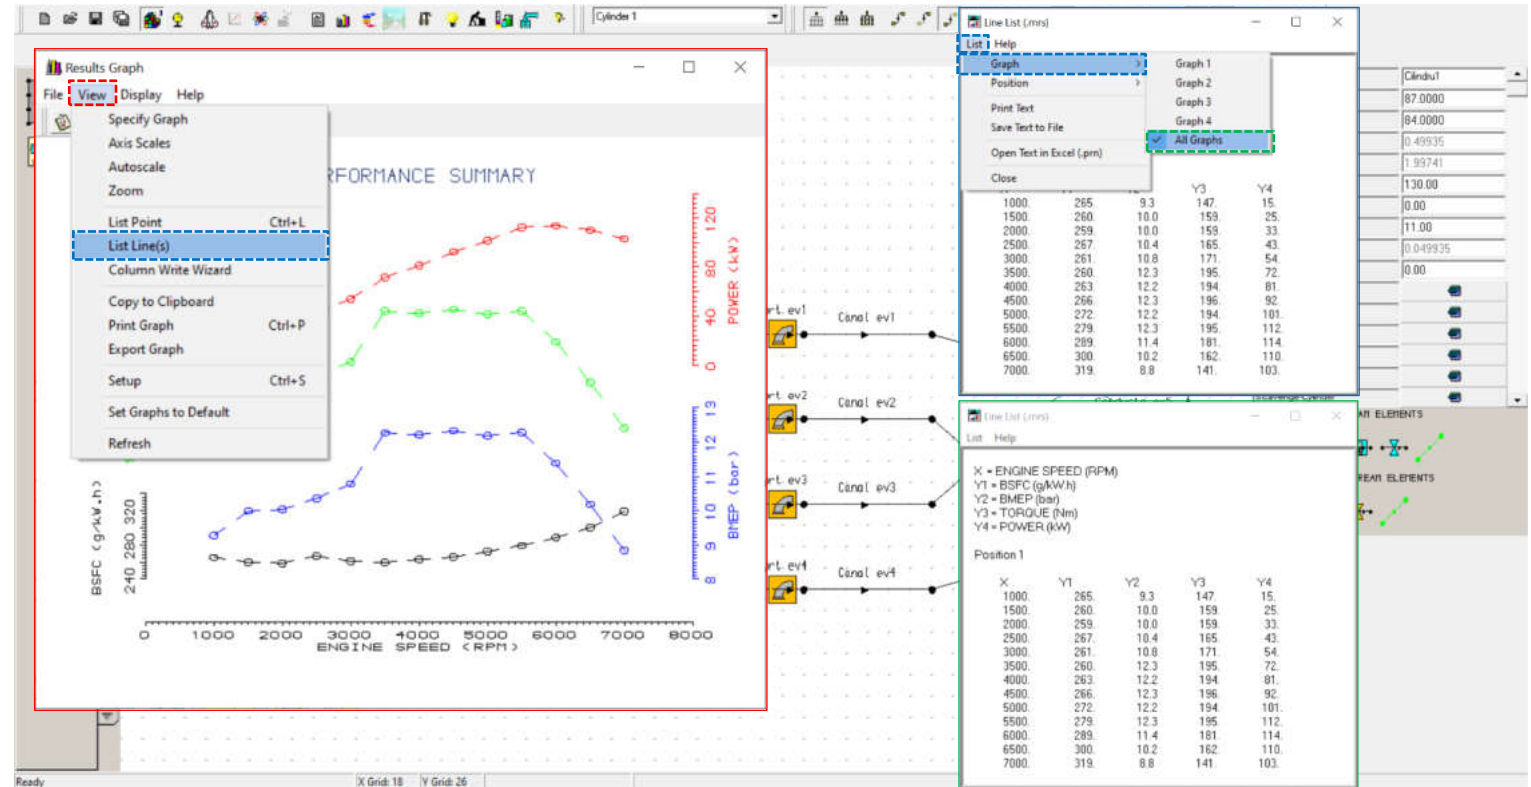 Cylinder 1
Results Graph
File View Display Help
Specify Graph
Axis Scales
Autoscale
Zoom
List Point Ctrl+L
List Line(s)
Column Write Wizard
Copy to Clipboard
Print Graph Ctrl+P
Export Graph
Setup Ctrl+S
Set Graphs to Default
Refresh
RFORMANCE SUMMARY
POWER (kW)
0 40 80 120
BMEP (bar)
8 9 10 11 12 13
BSFC (g/kW.h)
240 280 320
0 1000 2000 3000 4000 5000 6000 7000 8000
ENGINE SPEED (RPM)
rt.ev1 Canal ev1
rt.ev2 Canal ev2
rt.ev3 Canal ev3
rt.ev4 Canal ev4
Line List (.mrs)
List Help
Graph
Position
Print Text
Save Text to File
Open Text in Excel (.prn)
Close
Graph 1
Graph 2
Graph 3
Graph 4
All Graphs
Y3 Y4
1000. 265. 9.3 147. 15.
1500. 260. 10.0 159. 25.
2000. 259. 10.0 159. 33.
2500. 267. 10.4 165. 43.
3000. 261. 10.8 171. 54.
3500. 260. 12.3 195. 72.
4000. 263. 12.2 194. 81.
4500. 266. 12.3 196. 92.
5000. 272. 12.2 194. 101.
5500. 279. 12.3 195. 112.
6000. 289. 11.4 181. 114.
6500. 300. 10.2 162. 110.
7000. 319. 8.8 141. 103.
Cilindru1
87.0000
84.0000
0.49935
1.99741
130.00
0.00
11.00
0.049935
0.00
Line List (.mrs)
List Help
X = ENGINE SPEED (RPM)
Y1 = BSFC (g/kW.h)
Y2 = BMEP (bar)
Y3 = TORQUE (Nm)
Y4 = POWER (kW)
Position 1
X Y1 Y2 Y3 Y4
1000. 265. 9.3 147. 15.
1500. 260. 10.0 159. 25.
2000. 259. 10.0 159. 33.
2500. 267. 10.4 165. 43.
3000. 261. 10.8 171. 54.
3500. 260. 12.3 195. 72.
4000. 263. 12.2 194. 81.
4500. 266. 12.3 196. 92.
5000. 272. 12.2 194. 101.
5500. 279. 12.3 195. 112.
6000. 289. 11.4 181. 114.
6500. 300. 10.2 162. 110.
7000. 319. 8.8 141. 103.
ELEMENTS
ELEMENTS
Ready X Grid: 18 Y Grid: 26